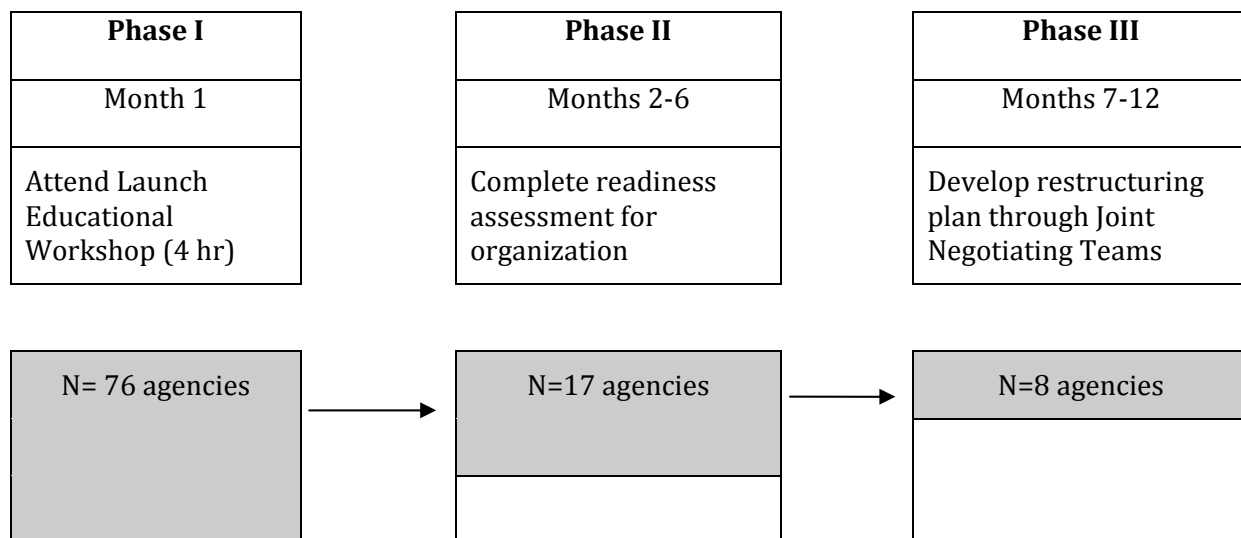 Phase I
Month 1
Attend Launch
Educational
Workshop (4 hr)
Phase II
Months 2-6
Complete readiness
assessment for
organization
Phase III
Months 7-12
Develop restructuring
plan through Joint
Negotiating Teams
N= 76 agencies
N=17 agencies
N=8 agencies